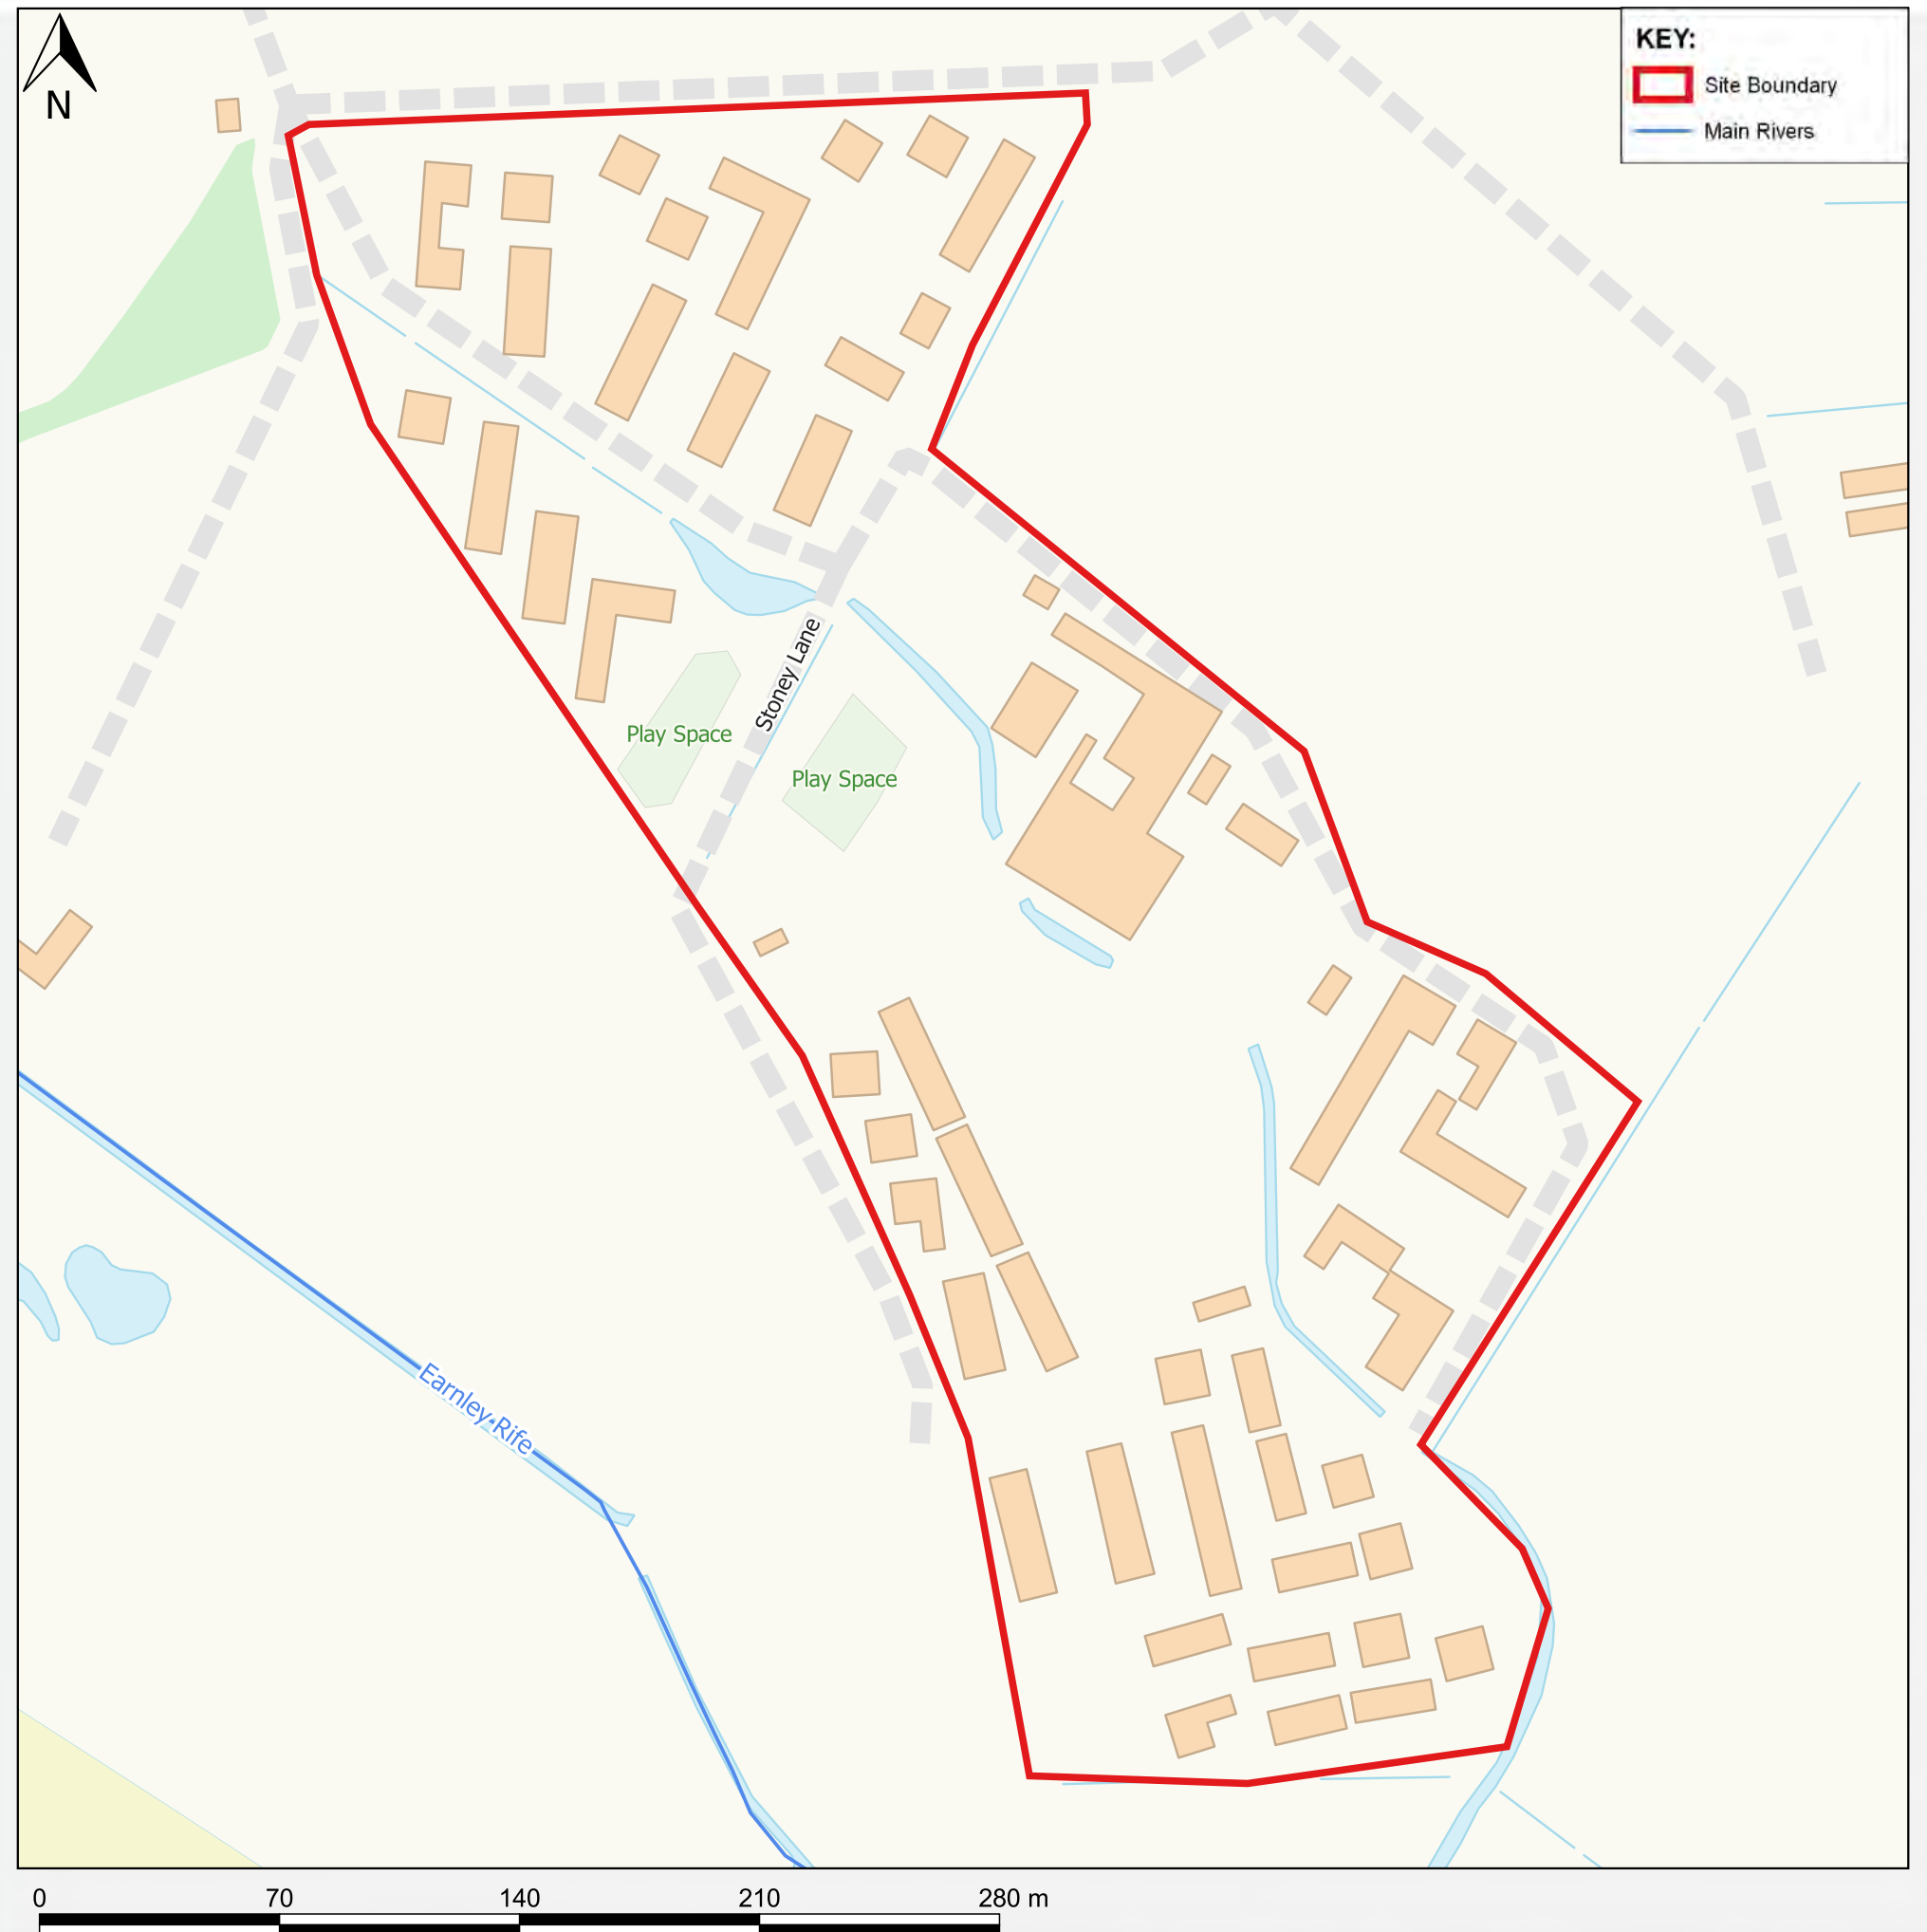 N
KEY:
Site Boundary
Main Rivers
Stoney Lane
Play Space
Play Space
Earnley Rife
0 70 140 210 280 m